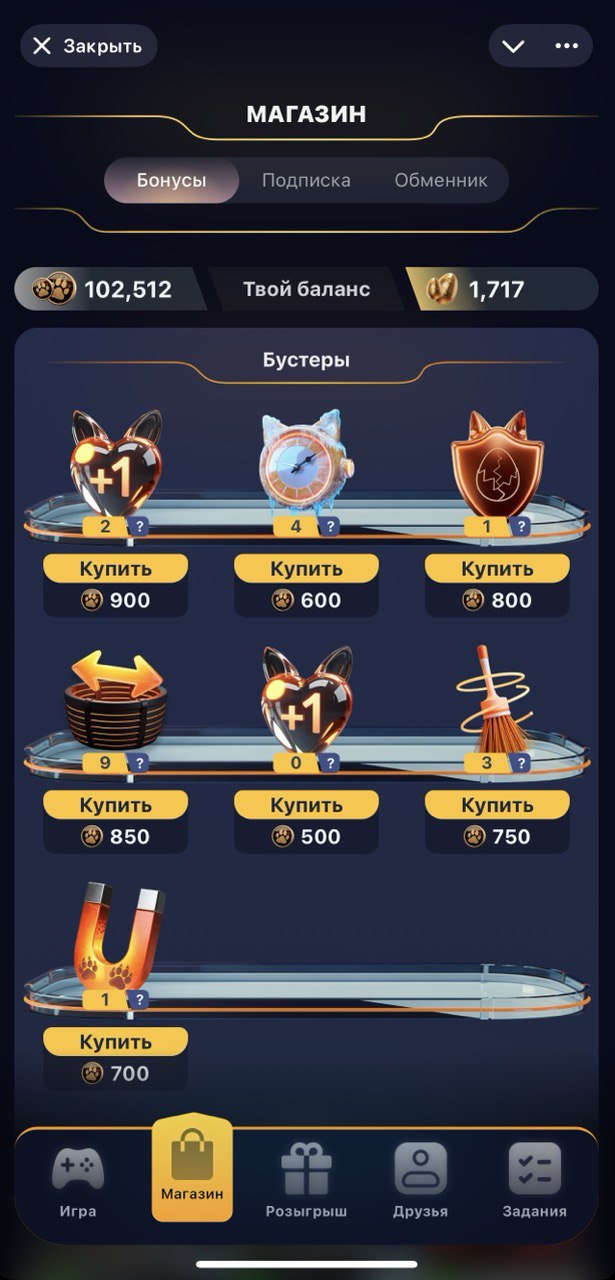 Закрыть
МАГАЗИН
Бонусы Подписка Обменник
102,512 Твой баланс 1,717
Бустеры
+1
2 ? 4 ? 1 ?
Купить Купить Купить
900 600 800
+1
9 ? 0 ? 3 ?
Купить Купить Купить
850 500 750
1 ?
Купить
700
Игра Магазин Розыгрыш Друзья Задания